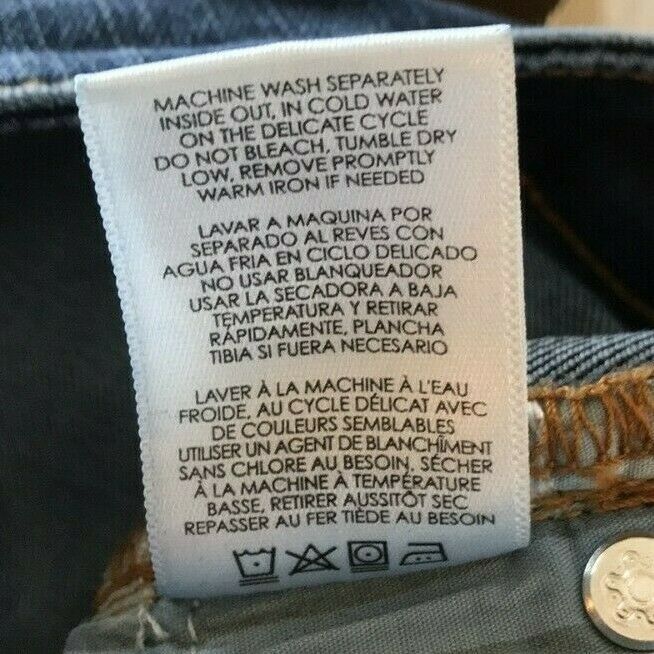 MACHINE WASH SEPARATELY
INSIDE OUT, IN COLD WATER
ON THE DELICATE CYCLE
DO NOT BLEACH, TUMBLE DRY
LOW, REMOVE PROMPTLY
WARM IRON IF NEEDED
LAVAR A MAQUINA POR
SEPARADO AL REVES CON
AGUA FRIA EN CICLO DELICADO
NO USAR BLANQUEADOR
USAR LA SECADORA A BAJA
TEMPERATURA Y RETIRAR
RÁPIDAMENTE, PLANCHA
TIBIA SI FUERA NECESARIO
LAVER À LA MACHINE À L'EAU
FROIDE, AU CYCLE DÉLICAT AVEC
DE COULEURS SEMBLABLES
UTILISER UN AGENT DE BLANCHÎMENT
SANS CHLORE AU BESOIN, SÉCHER
À LA MACHINE À TEMPÉRATURE
BASSE, RETIRER AUSSITÔT SEC
REPASSER AU FER TIÈDE AU BESOIN